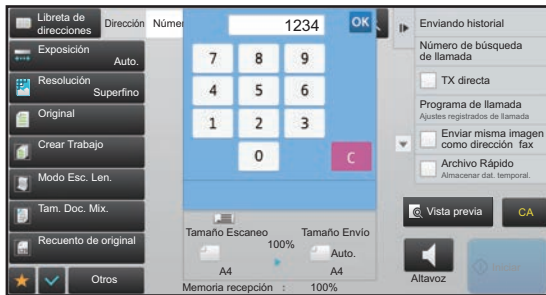 Libreta de
direcciones
Dirección
Númer
1234
OK
Enviando historial
Exposición
Auto.
Número de búsqueda
de llamada
Resolución
Superfino
TX directa
Original
Programa de llamada
Ajustes registrados de llamada
Crear Trabajo
Enviar misma imagen
como dirección fax
Modo Esc. Len.
Archivo Rápido
Almacenar dat. temporal.
Tam. Doc. Mix.
Recuento de original
Otros
7 8 9
4 5 6
1 2 3
0 C
Tamaño Escaneo
Tamaño Envío
100%
Auto.
A4
A4
Memoria recepción : 100%
Vista previa
CA
Altavoz